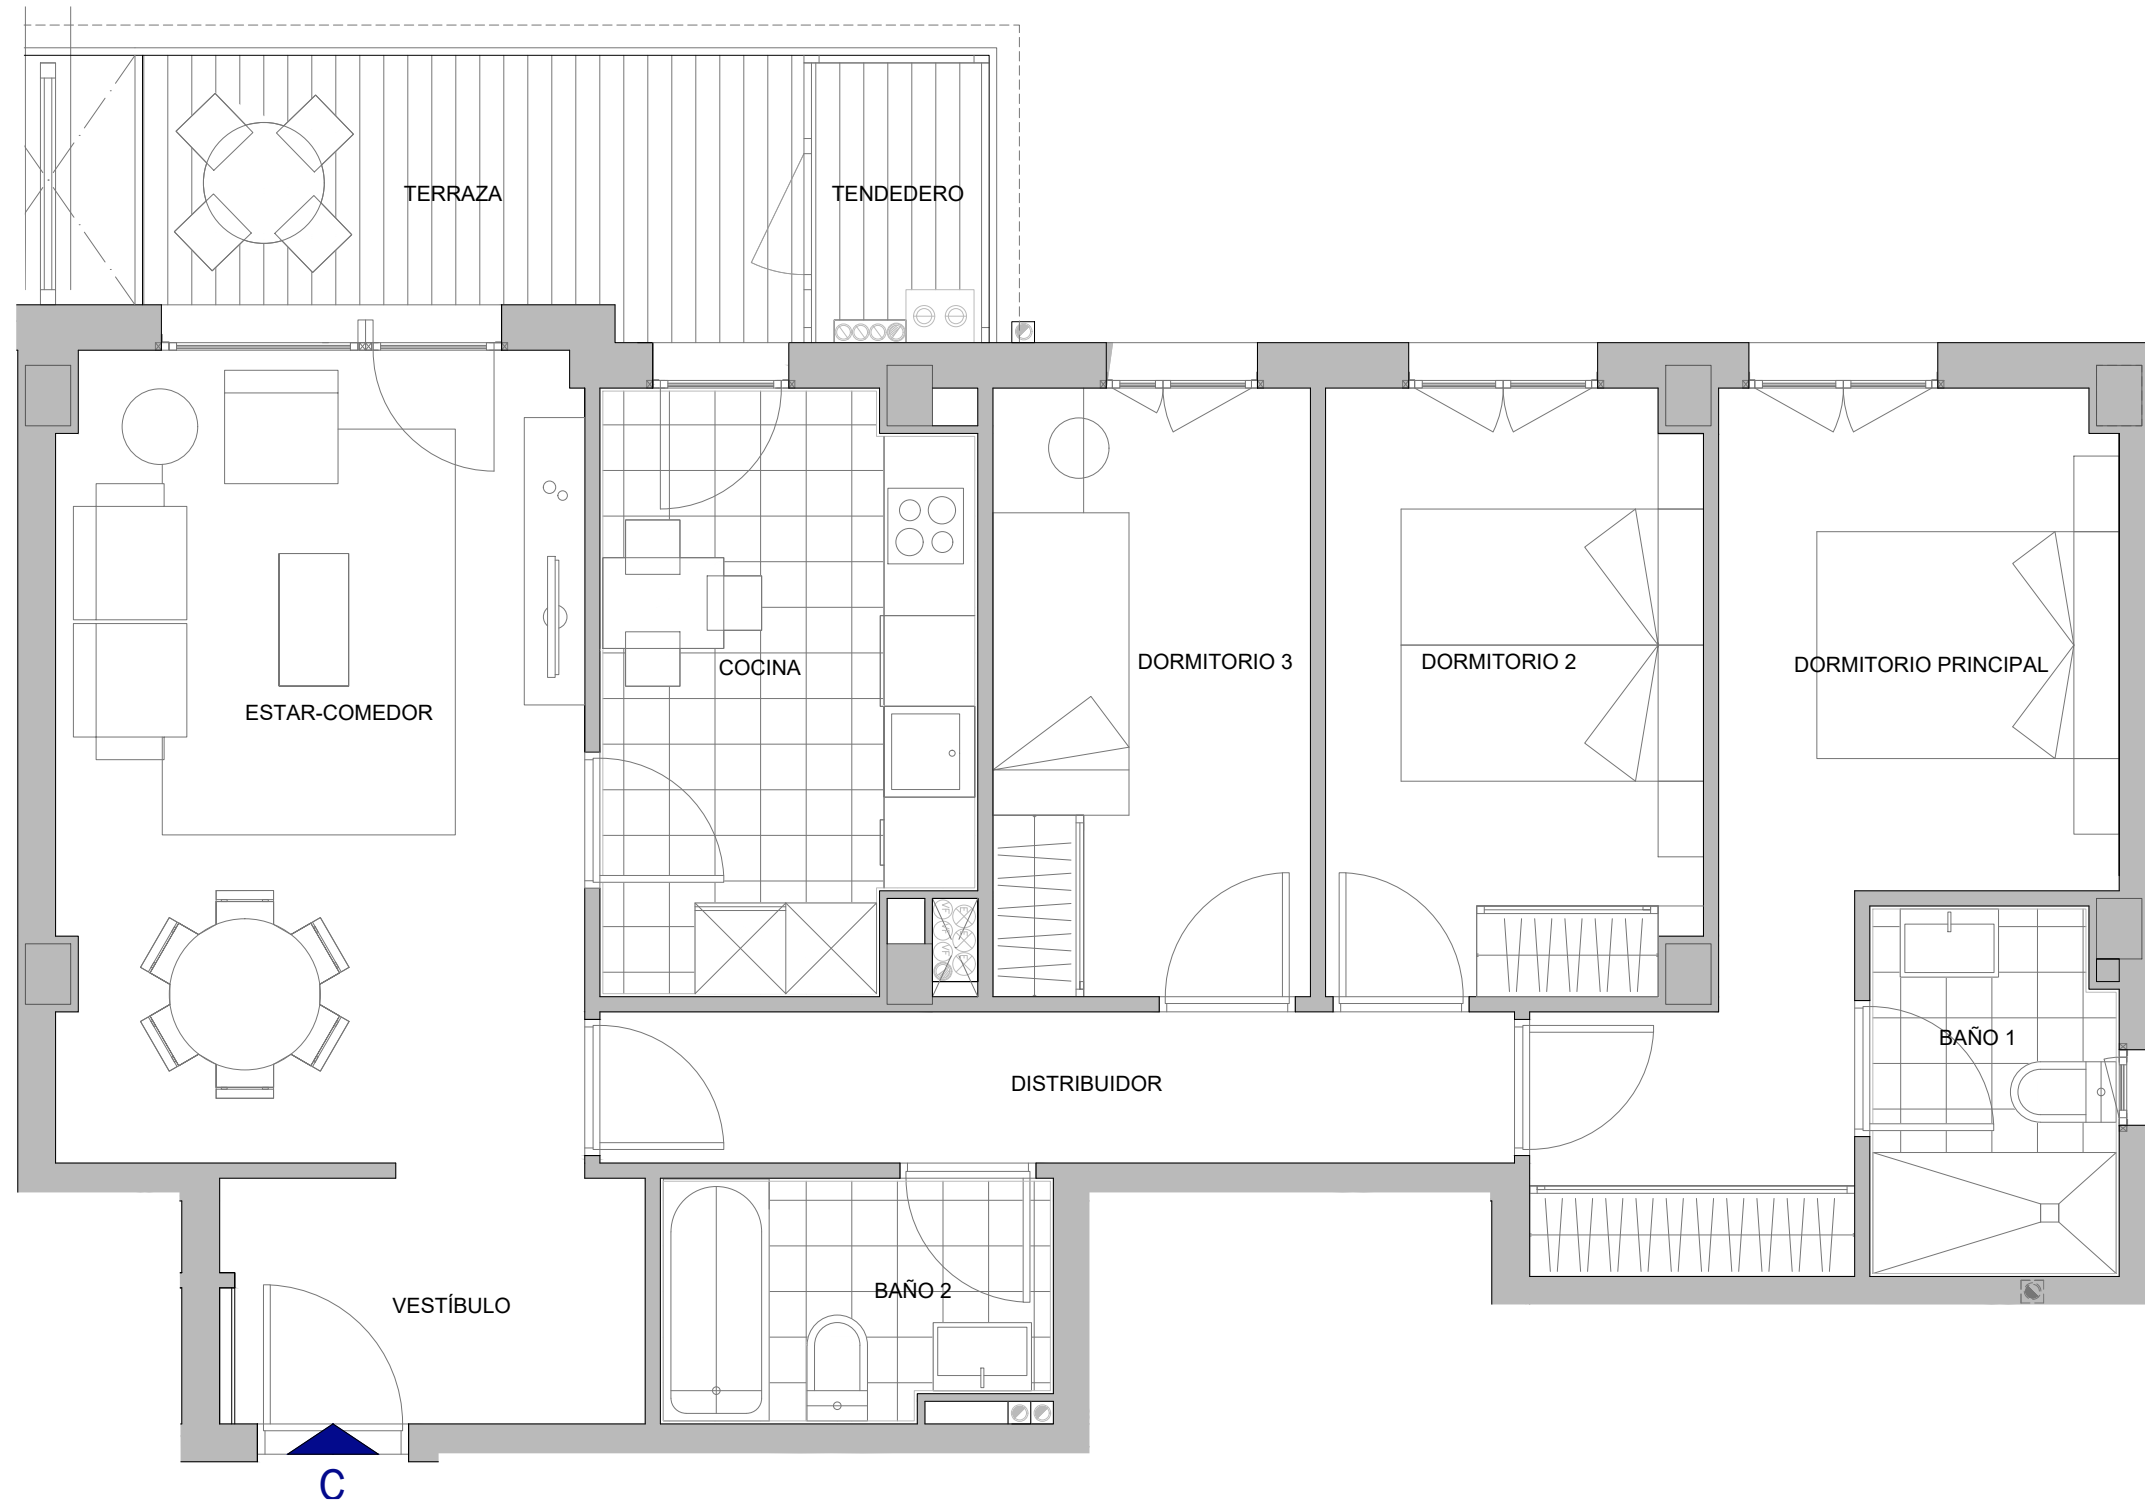 TERRAZA
TENDEDERO
COCINA
DORMITORIO 3
DORMITORIO 2
DORMITORIO PRINCIPAL
ESTAR-COMEDOR
BAÑO 1
DISTRIBUIDOR
BAÑO 2
VESTÍBULO
C